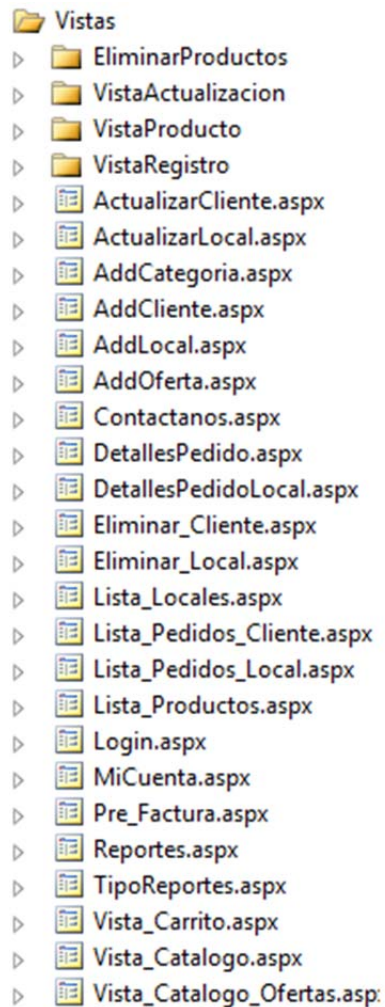 Vistas
EliminarProductos
VistaActualizacion
VistaProducto
VistaRegistro
ActualizarCliente.aspx
ActualizarLocal.aspx
AddCategoria.aspx
AddCliente.aspx
AddLocal.aspx
AddOferta.aspx
Contactanos.aspx
DetallesPedido.aspx
DetallesPedidoLocal.aspx
Eliminar_Cliente.aspx
Eliminar_Local.aspx
Lista_Locales.aspx
Lista_Pedidos_Cliente.aspx
Lista_Pedidos_Local.aspx
Lista_Productos.aspx
Login.aspx
MiCuenta.aspx
Pre_Factura.aspx
Reportes.aspx
TipoReportes.aspx
Vista_Carrito.aspx
Vista_Catalogo.aspx
Vista_Catalogo_Ofertas.asp